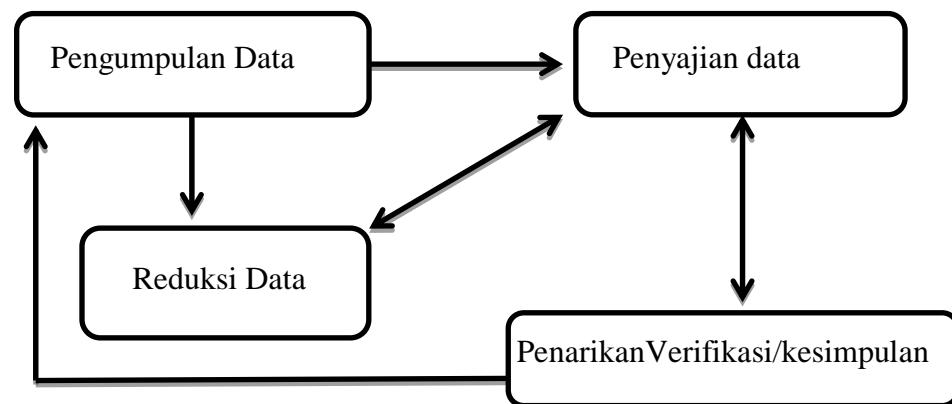 Pengumpulan Data
Penyajian data
Reduksi Data
PenarikanVerifikasi/kesimpulan